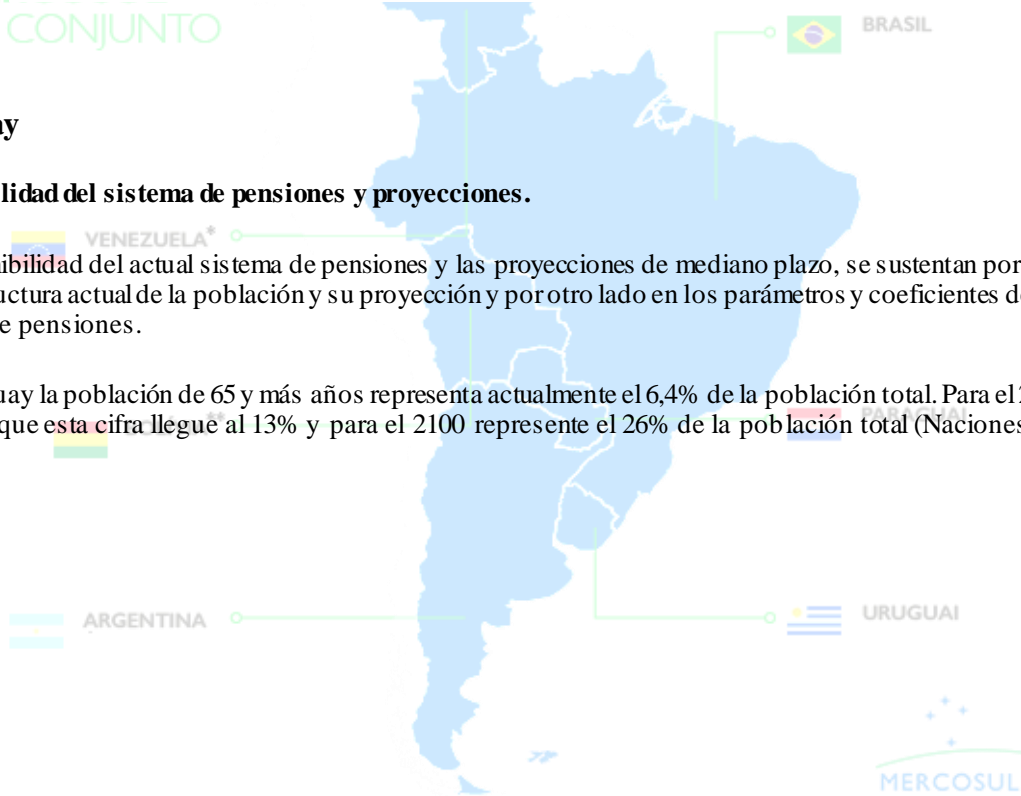 CONJUNTO
BRASIL
ay
lidad del sistema de pensiones y proyecciones.
VENEZUELA*
ibilidad del actual sistema de pensiones y las proyecciones de mediano plazo, se sustentan por
uctura actual de la población y su proyección y por otro lado en los parámetros y coeficientes de
e pensiones.
uay la población de 65 y más años representa actualmente el 6,4% de la población total. Para el 2
PARAGUAI
que esta cifra llegue al 13% y para el 2100 represente el 26% de la población total (Naciones
ARGENTINA
URUGUAI
MERCOSUL